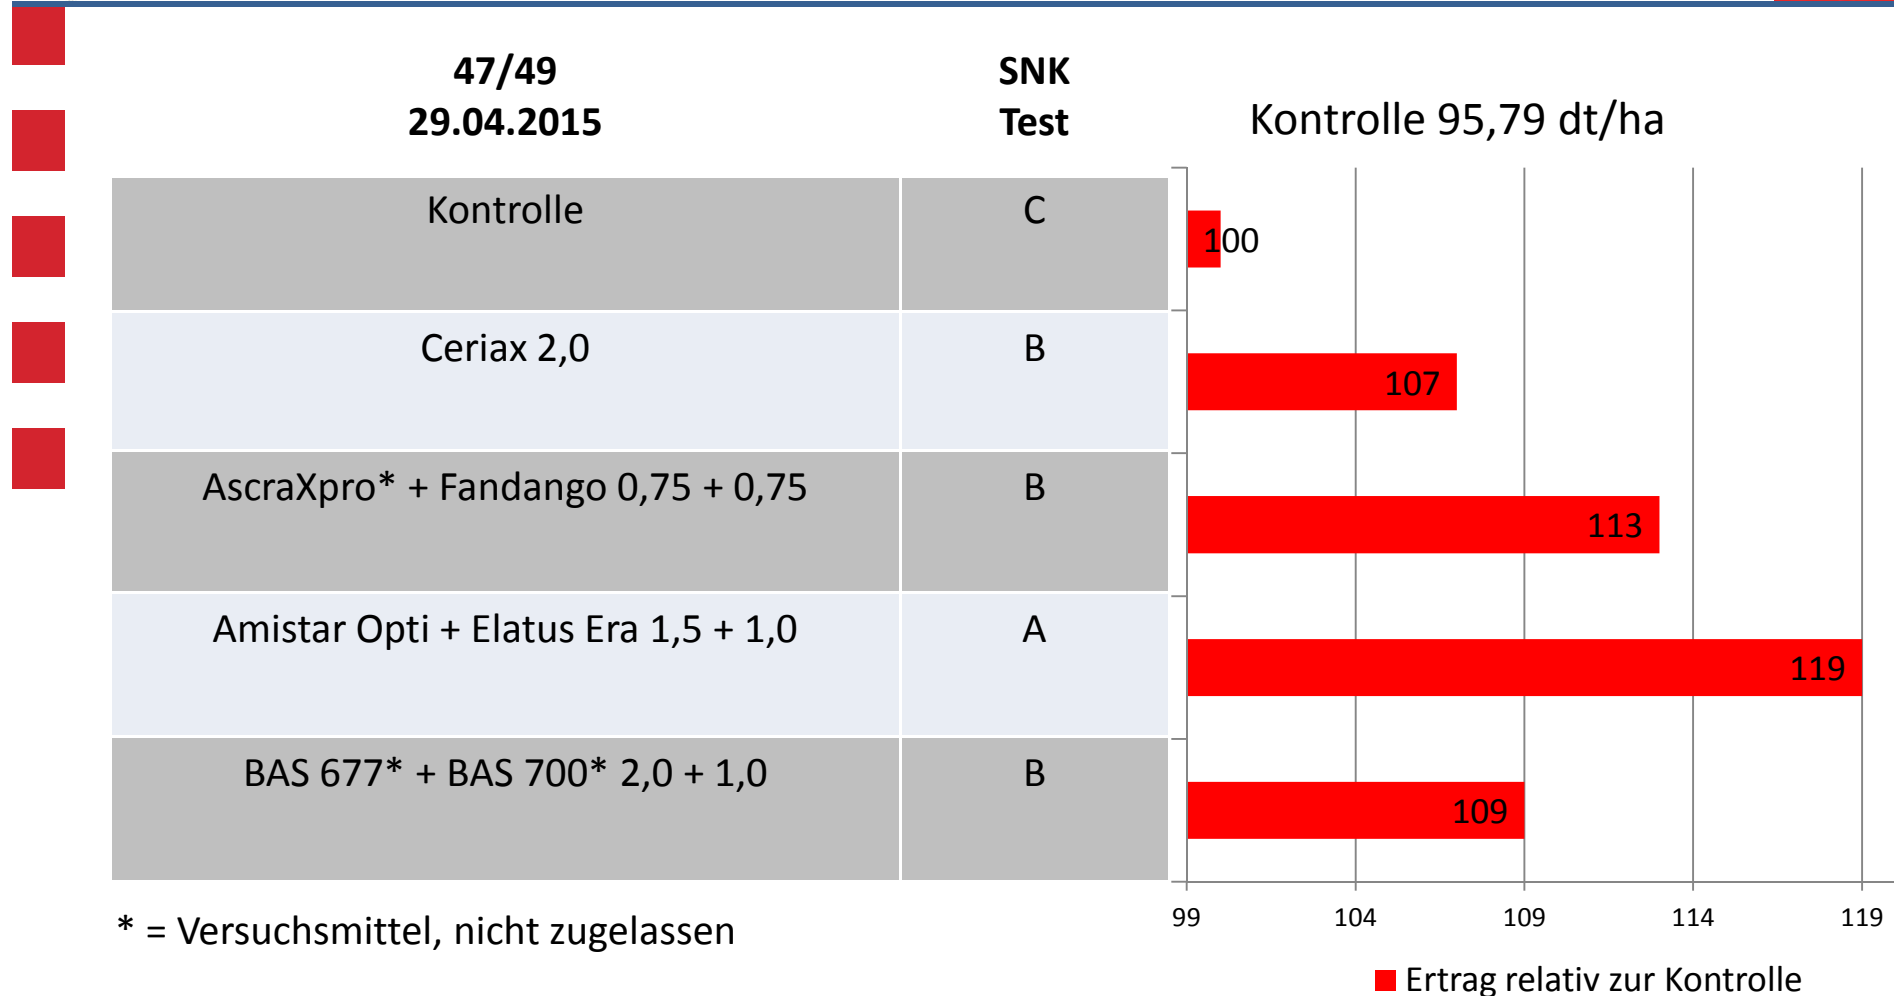 47/49
29.04.2015
SNK
Test
Kontrolle 95,79 dt/ha
Kontrolle C 100
Ceriax 2,0 B 107
AscraXpro* + Fandango 0,75 + 0,75 B 113
Amistar Opti + Elatus Era 1,5 + 1,0 A 119
BAS 677* + BAS 700* 2,0 + 1,0 B 109
99 104 109 114 119
* = Versuchsmittel, nicht zugelassen
Ertrag relativ zur Kontrolle